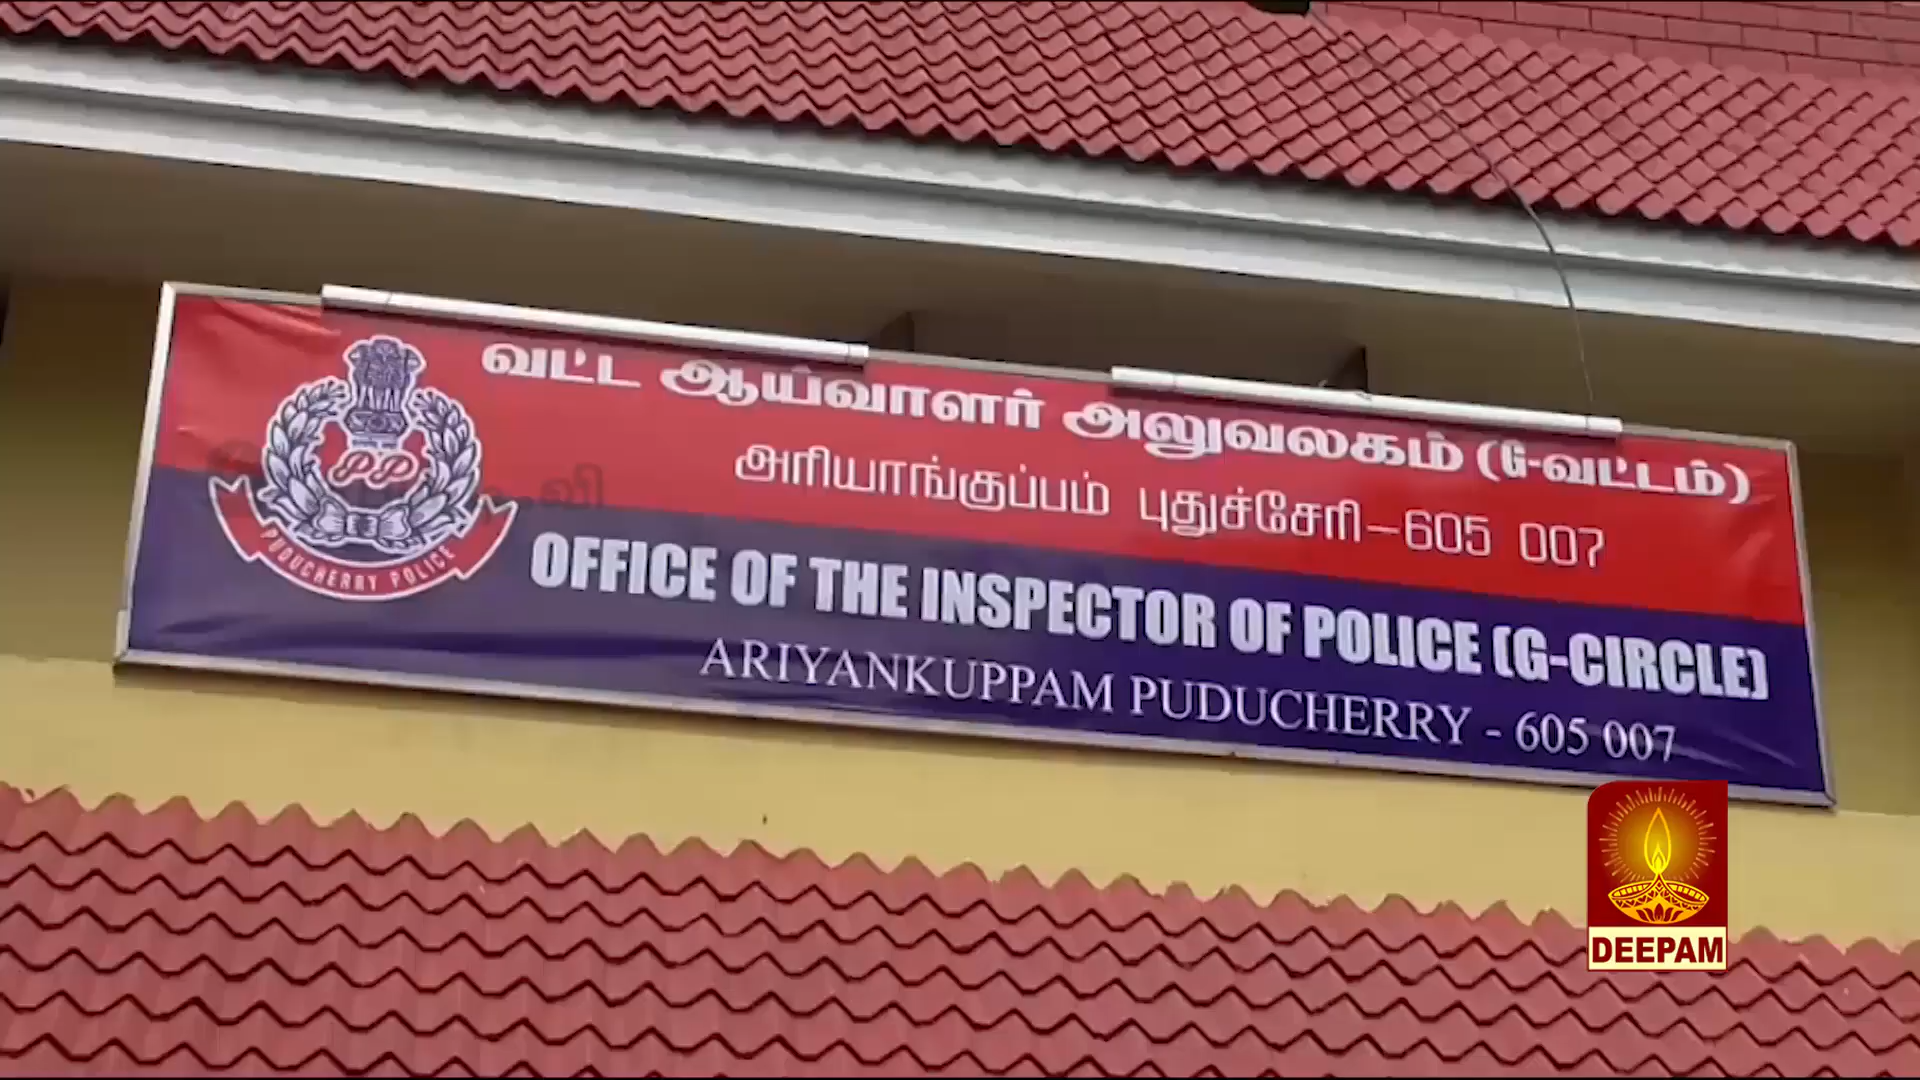 வட்ட ஆய்வாளர் அலுவலகம் (G-வட்டம்)
அரியாங்குப்பம் புதுச்சேரி-605 007
PP
PUDUCHERRY POLICE
OFFICE OF THE INSPECTOR OF POLICE (G-CIRCLE)
ARIYANKUPPAM PUDUCHERRY - 605 007
DEEPAM